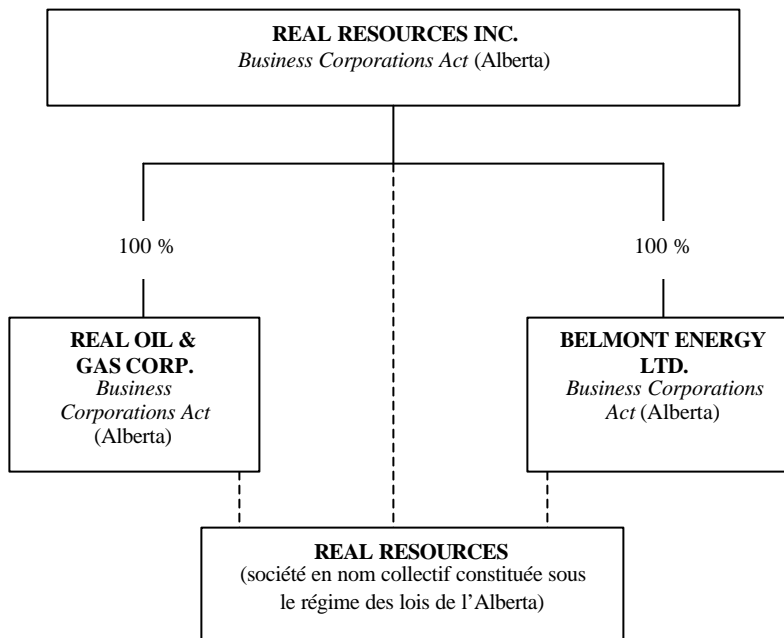 REAL RESOURCES INC.
Business Corporations Act (Alberta)
100 %
100 %
REAL OIL &
GAS CORP.
Business
Corporations Act
(Alberta)
BELMONT ENERGY
LTD.
Business Corporations
Act (Alberta)
REAL RESOURCES
(société en nom collectif constituée sous
le régime des lois de l’Alberta)